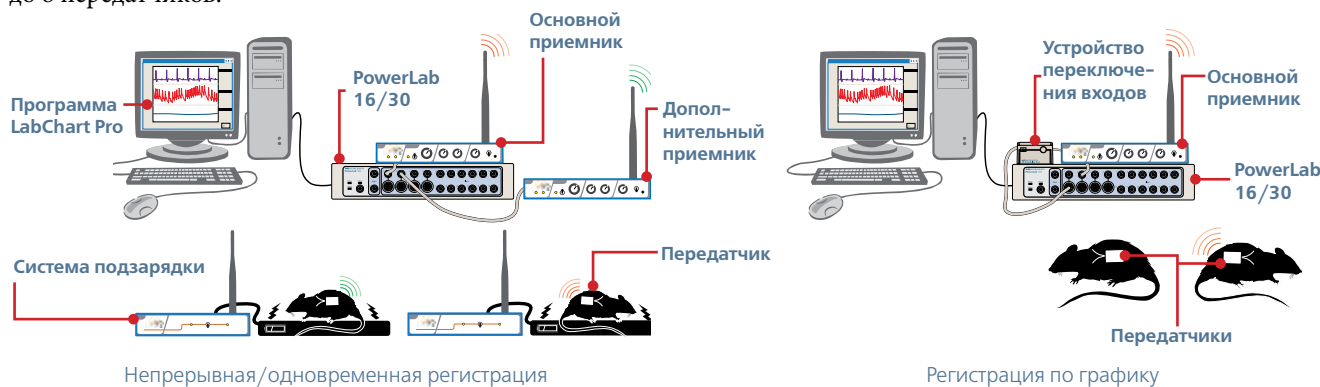 до 8 передатчиков.
Основной
приемник
PowerLab
16/30
Программа
LabChart Pro
Допол-
нительный
приемник
Система подзарядки
Передатчик
Непрерывная/одновременная регистрация
Устройство
переключе-
ния входов
Основной
приемник
PowerLab
16/30
Передатчики
Регистрация по графику